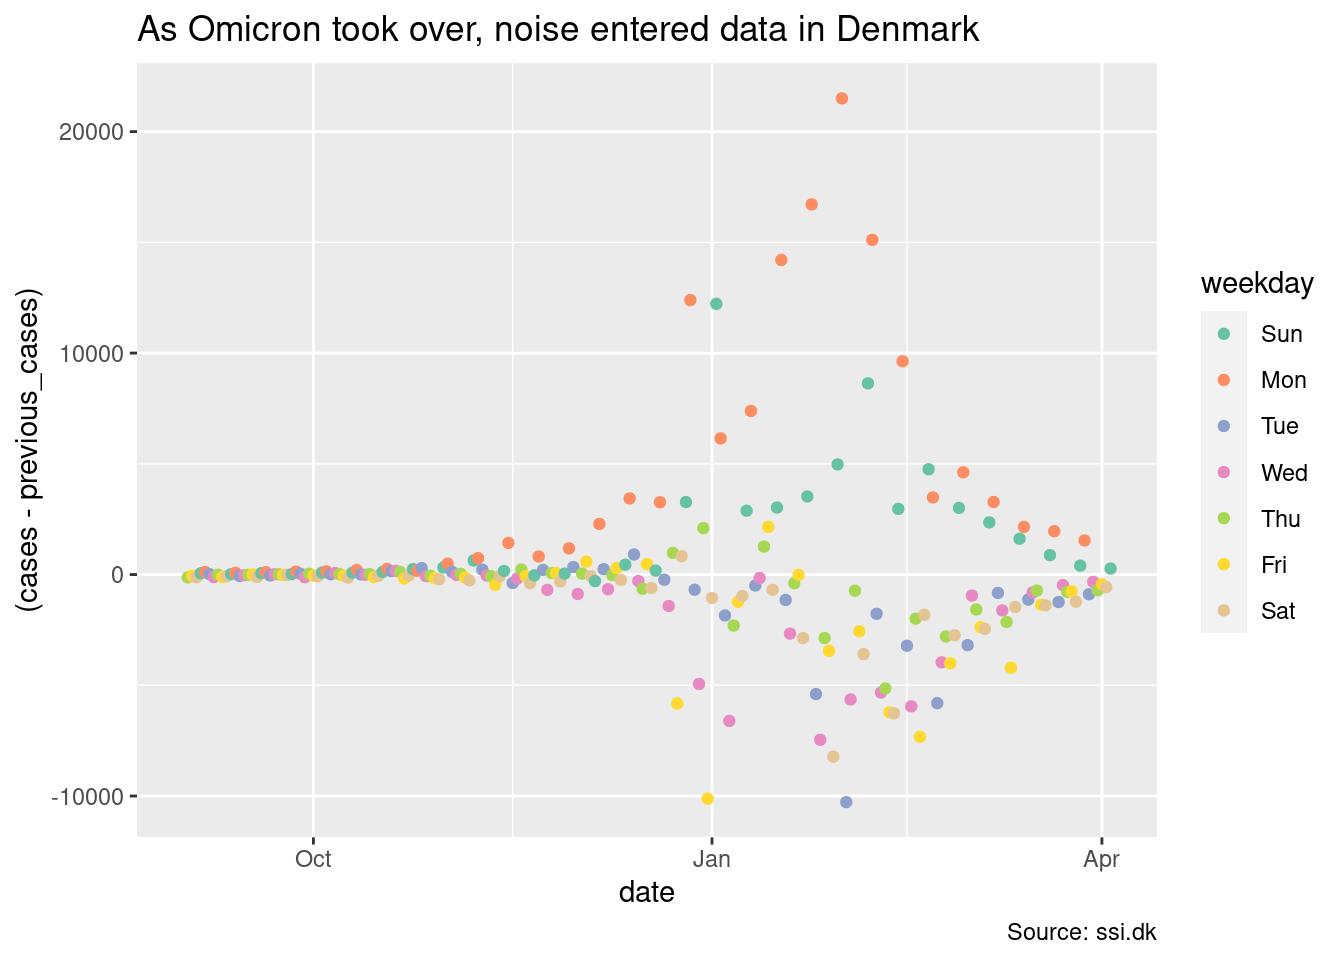 As Omicron took over, noise entered data in Denmark
(cases - previous_cases)
20000
10000
0
-10000
Oct
Jan
Apr
date
weekday
Sun
Mon
Tue
Wed
Thu
Fri
Sat
Source: ssi.dk